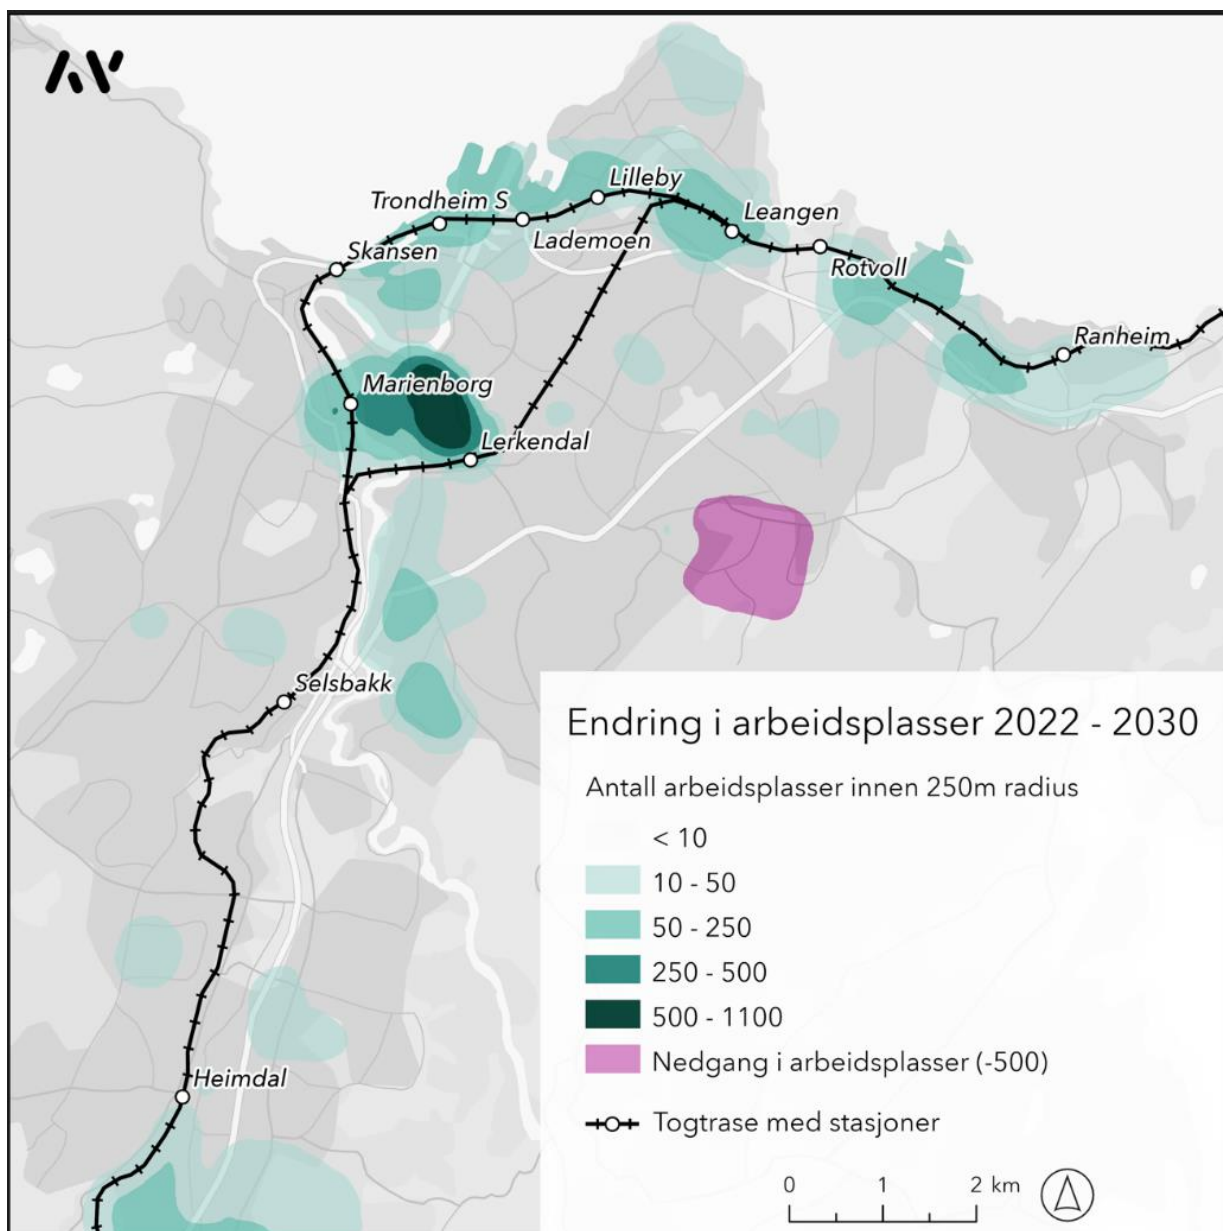 Lilleby
Trondheim S
Leangen
Lademoen
Skansen
Rotvoll
Ranheim
Marienborg
Lerkendal
Selsbakk
Endring i arbeidsplasser 2022 - 2030
Antall arbeidsplasser innen 250m radius
< 10
10 - 50
50 - 250
250 - 500
500 - 1100
Nedgang i arbeidsplasser (-500)
Heimdal
Togtrase med stasjoner
0 1 2 km